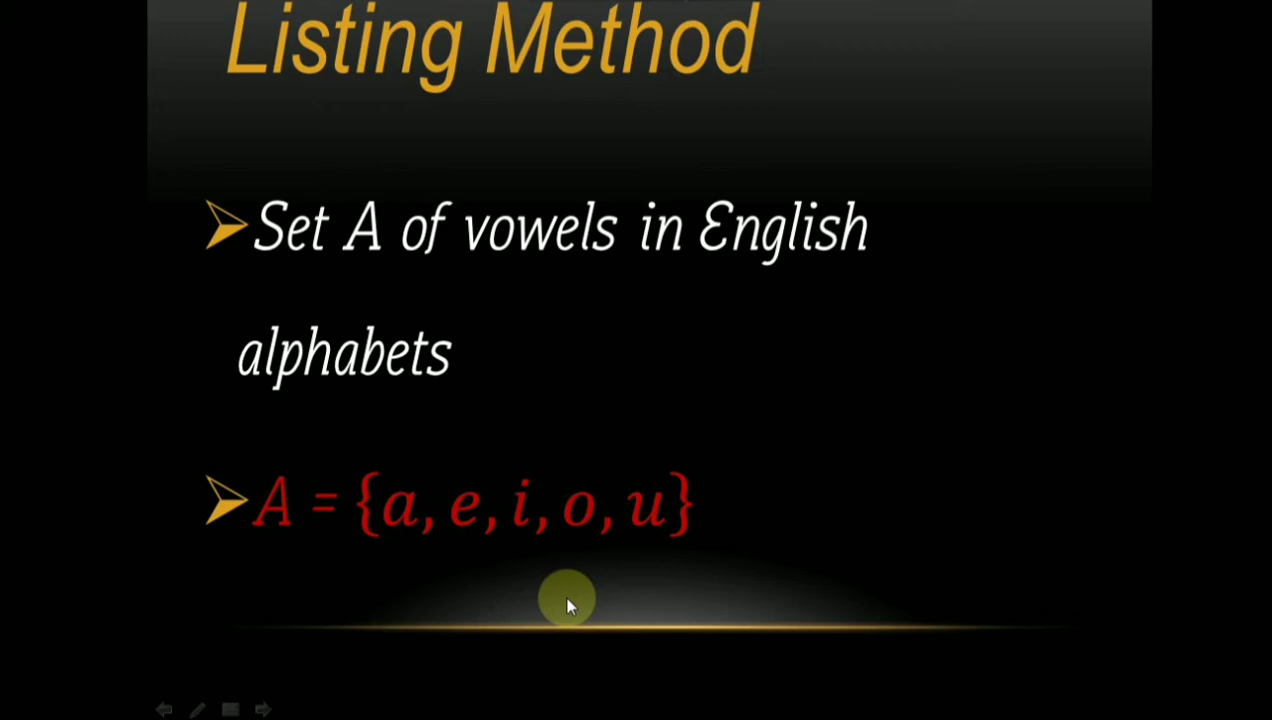 Listing Method
Set A of vowels in English
alphabets
A = {a, e, i, o, u}